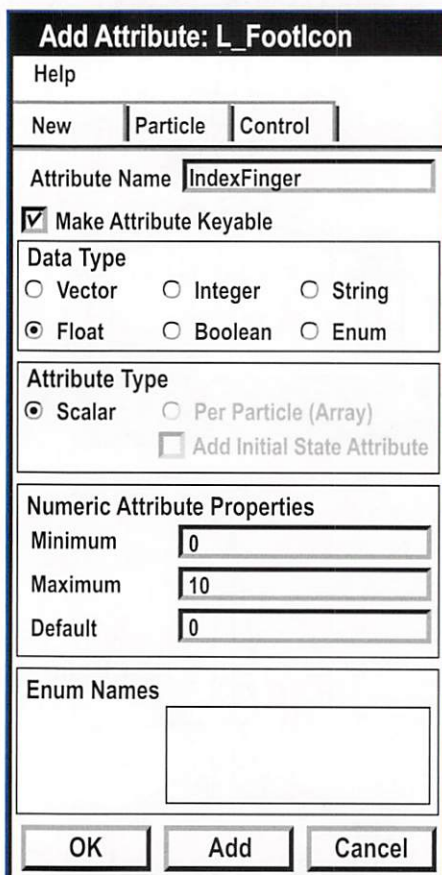 Add Attribute: L_FootIcon
Help
New Particle Control
Attribute Name IndexFinger
Make Attribute Keyable
Data Type
Vector Integer String
Float Boolean Enum
Attribute Type
Scalar Per Particle (Array)
Add Initial State Attribute
Numeric Attribute Properties
Minimum 0
Maximum 10
Default 0
Enum Names
OK Add Cancel